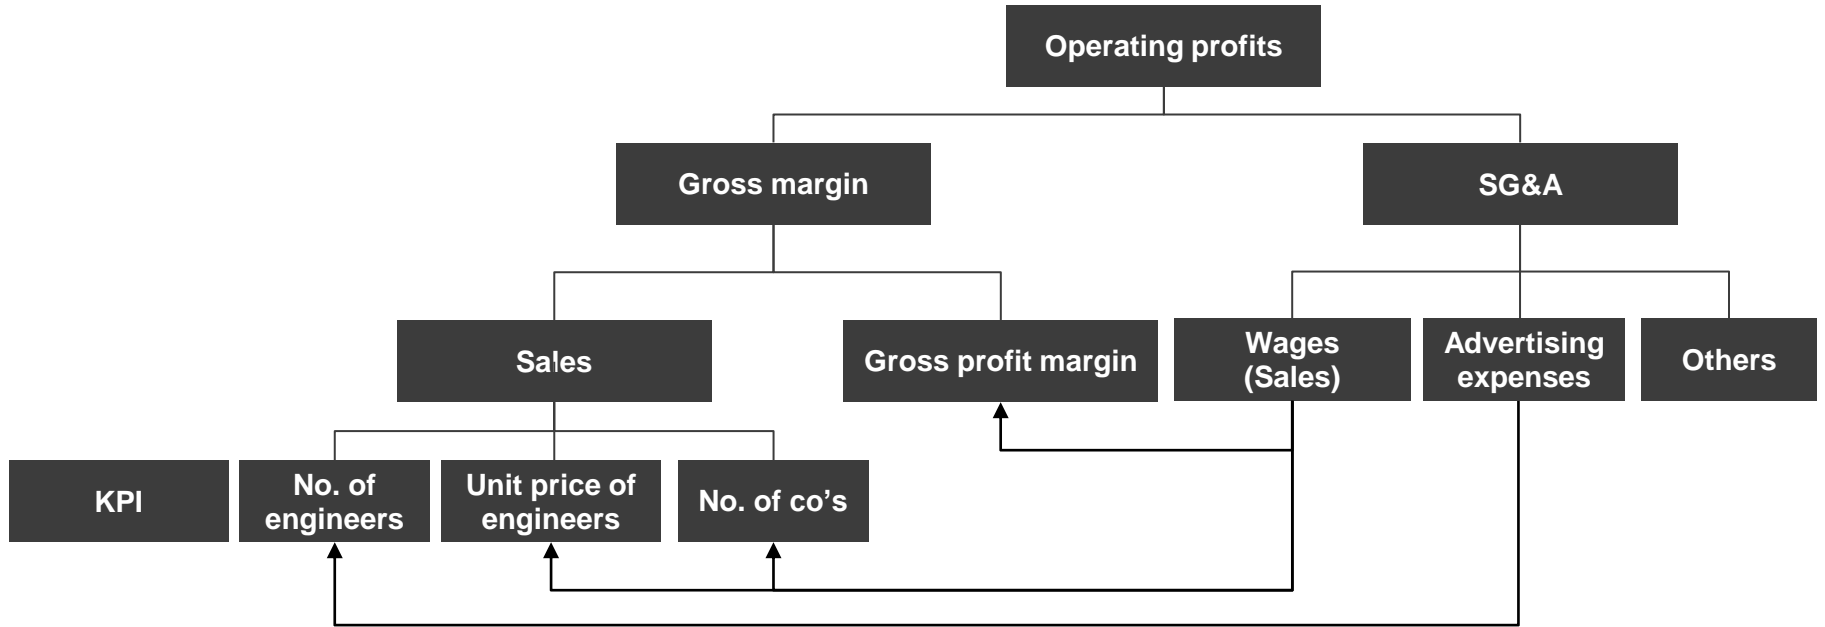 Operating profits
Gross margin
SG&A
Sales
Gross profit margin
Wages
(Sales)
Advertising
expenses
Others
KPI
No. of
engineers
Unit price of
engineers
No. of co’s